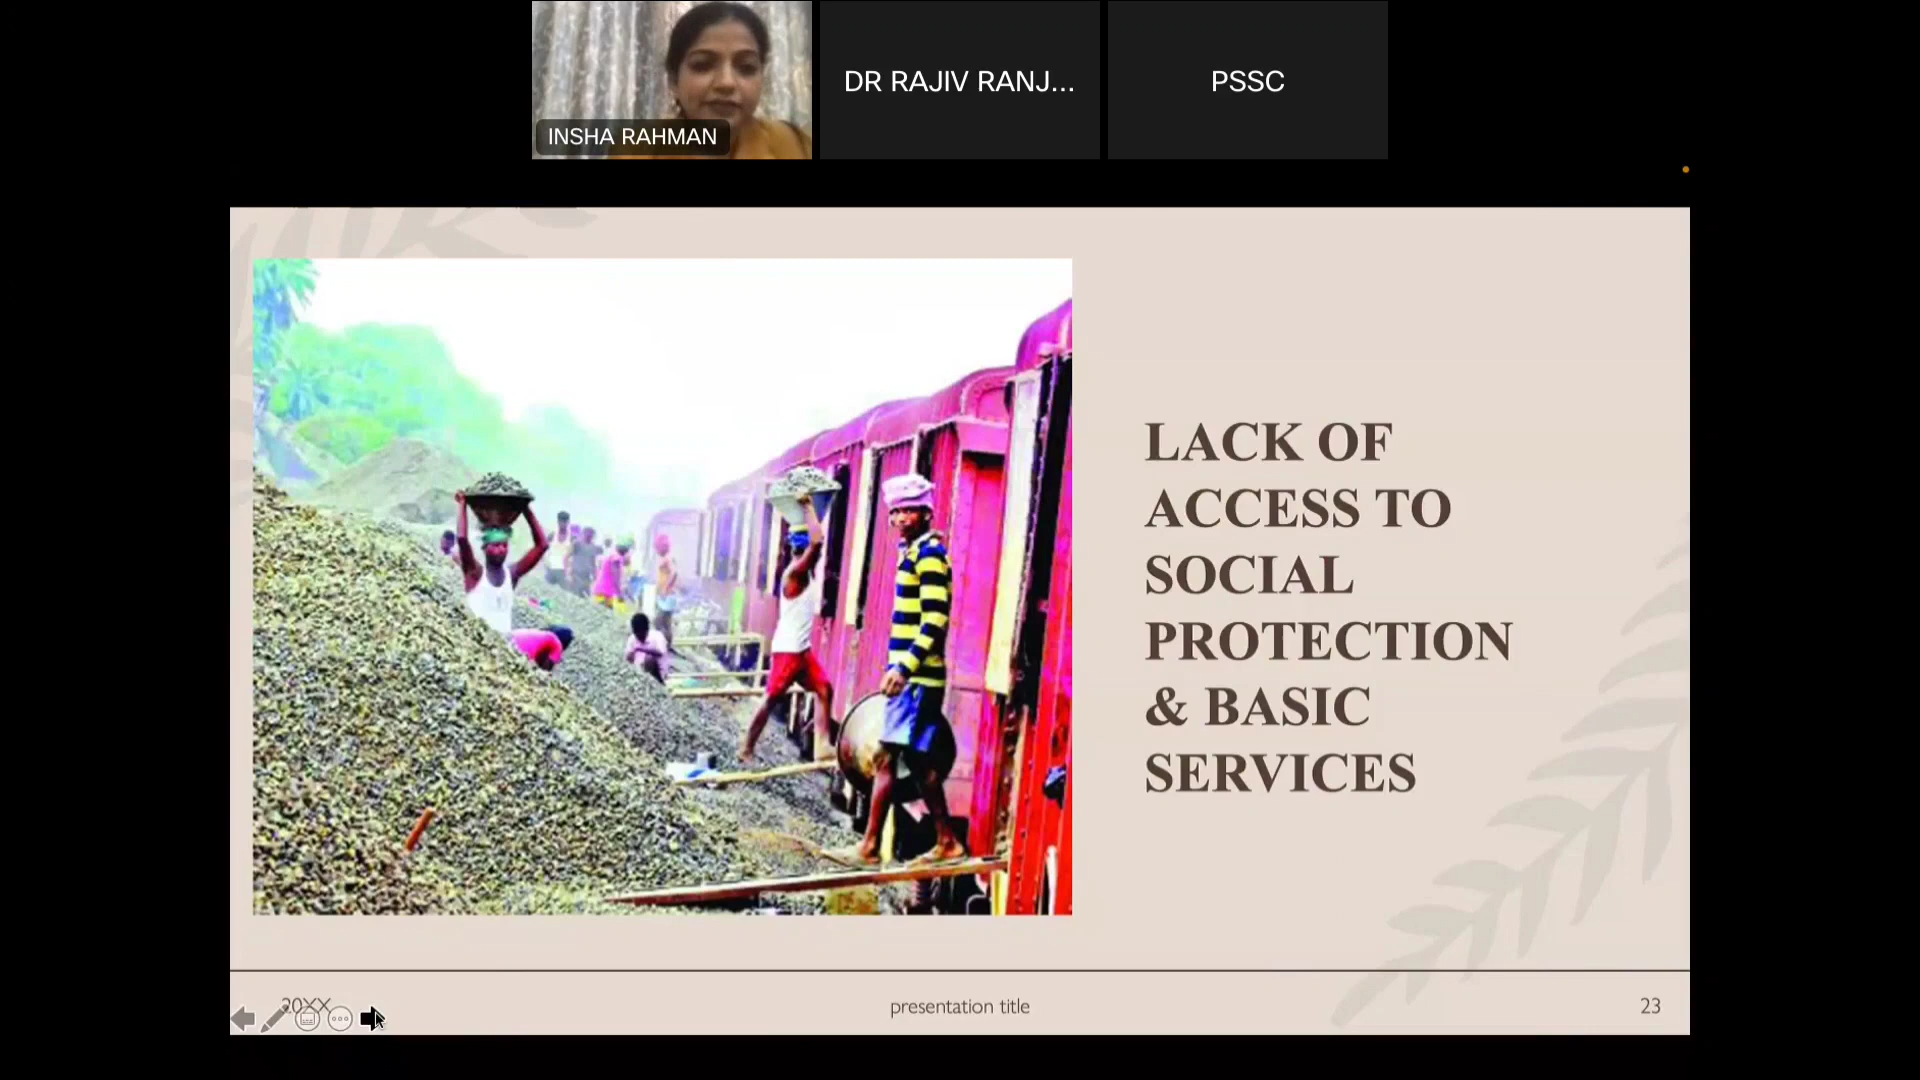 INSHA RAHMAN
DR RAJIV RANJ...
PSSC
LACK OF
ACCESS TO
SOCIAL
PROTECTION
& BASIC
SERVICES
20XX
presentation title
23